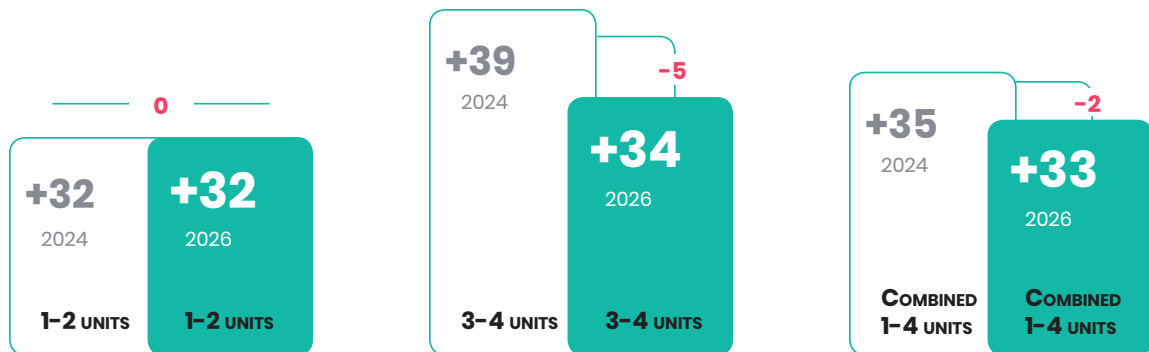 0
+32
2024
1–2 UNITS
+32
2026
1–2 UNITS
+39
2024
3–4 UNITS
−5
+34
2026
3–4 UNITS
+35
2024
COMBINED
1–4 UNITS
−2
+33
2026
COMBINED
1–4 UNITS